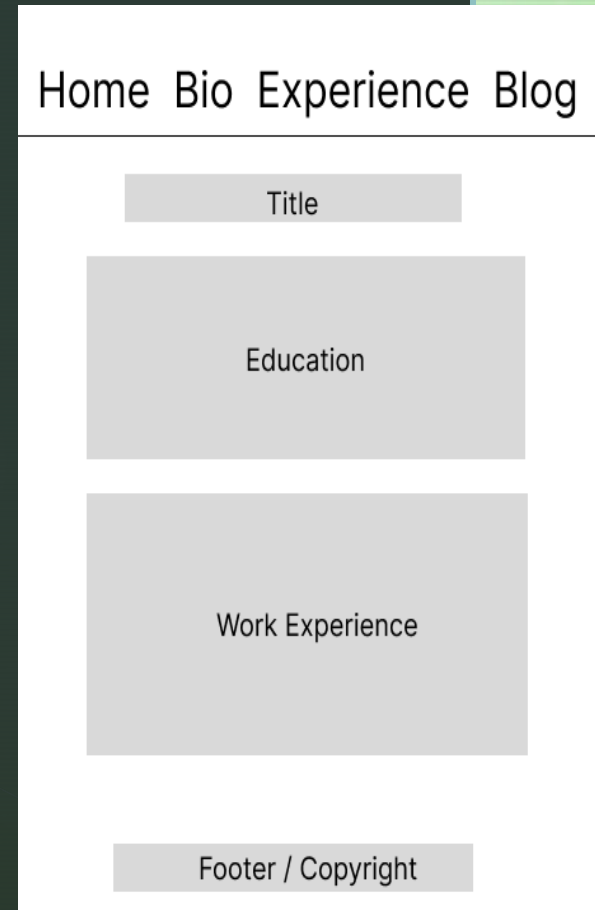 Home Bio Experience Blog
Title
Education
Work Experience
Footer / Copyright